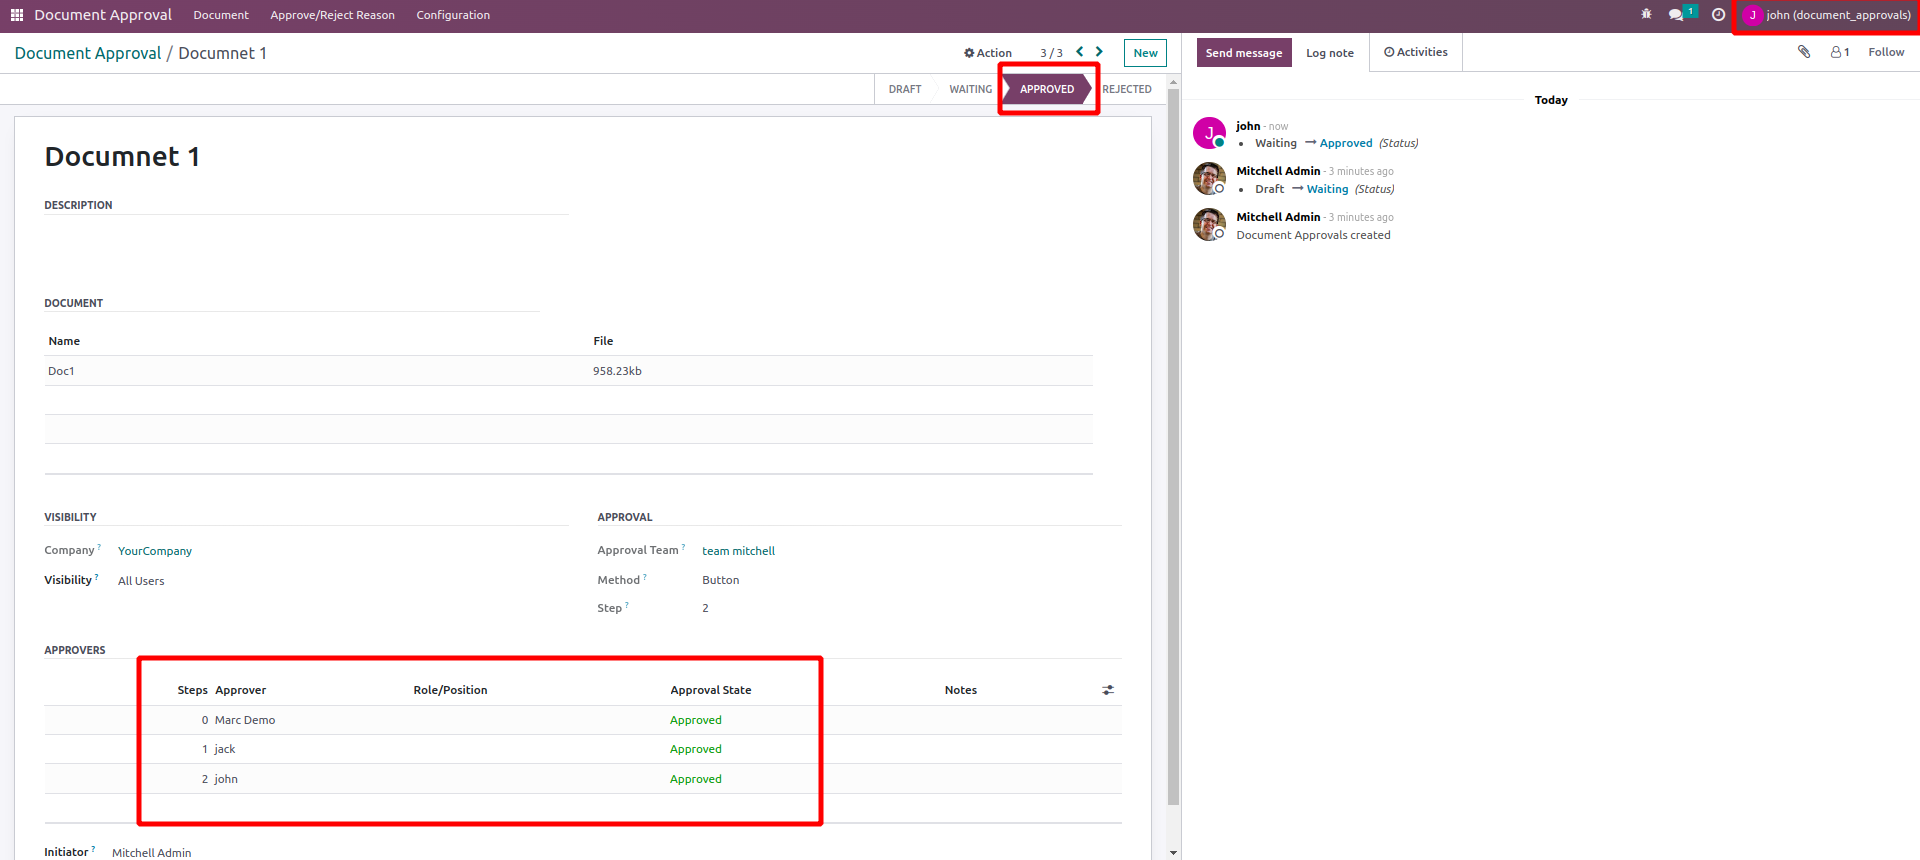 Document Approval Document Approve/Reject Reason Configuration 1 J john (document_approvals)
Document Approval / Documnet 1 Action 3 / 3 New
DRAFT WAITING APPROVED REJECTED
Documnet 1
DESCRIPTION
DOCUMENT
Name File
Doc1 958.23kb
VISIBILITY APPROVAL
Company ? YourCompany Approval Team ? team mitchell
Visibility ? All Users Method ? Button
Step ? 2
APPROVERS
Steps Approver Role/Position Approval State Notes
0 Marc Demo Approved
1 jack Approved
2 john Approved
Initiator ? Mitchell Admin
Send message Log note Activities 1 Follow
Today
J john - now
• Waiting → Approved (Status)
Mitchell Admin - 3 minutes ago
• Draft → Waiting (Status)
Mitchell Admin - 3 minutes ago
Document Approvals created